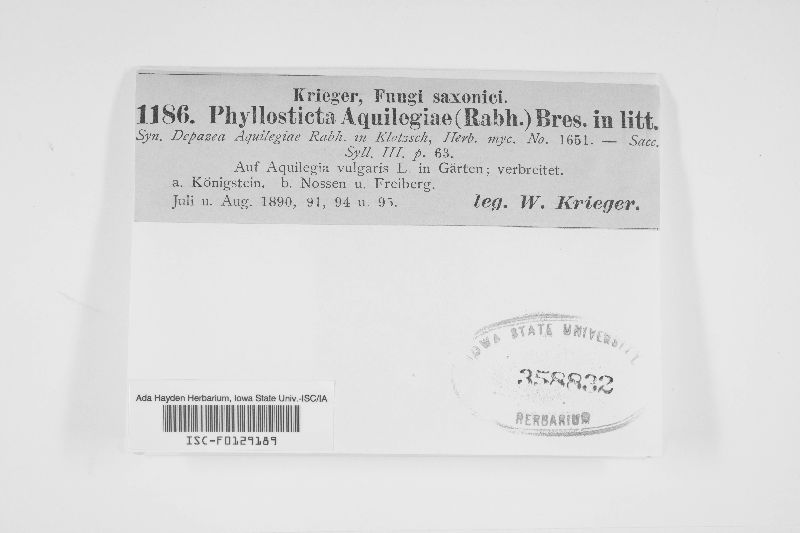 Krieger, Fungi saxonici.
1186. Phyllosticta Aquilegiae (Rabh.) Bres. in litt.
Syn. Depazea Aquilegiae Rabh. in Klotzsch, Herb. myc. No. 1651. — Sacc.
Syll. III. p. 63.
Auf Aquilegia vulgaris L. in Gärten; verbreitet.
a. Königstein. b. Nossen u. Freiberg.
Juli u. Aug. 1890, 91, 94 u. 95. leg. W. Krieger.
IOWA STATE UNIVERSITY
358832
HERBARIUM
Ada Hayden Herbarium, Iowa State Univ.-ISC/IA
ISC-F0129189